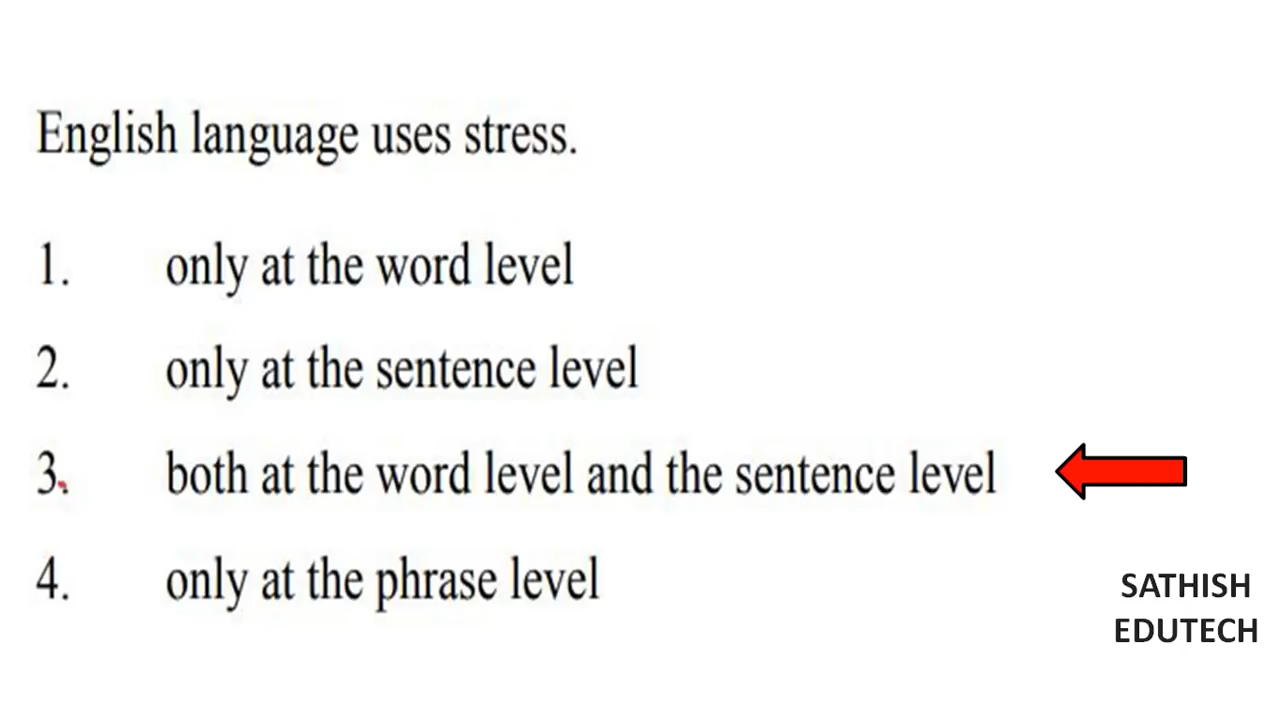 English language uses stress.
1. only at the word level
2. only at the sentence level
3. both at the word level and the sentence level
4. only at the phrase level
SATHISH
EDUTECH